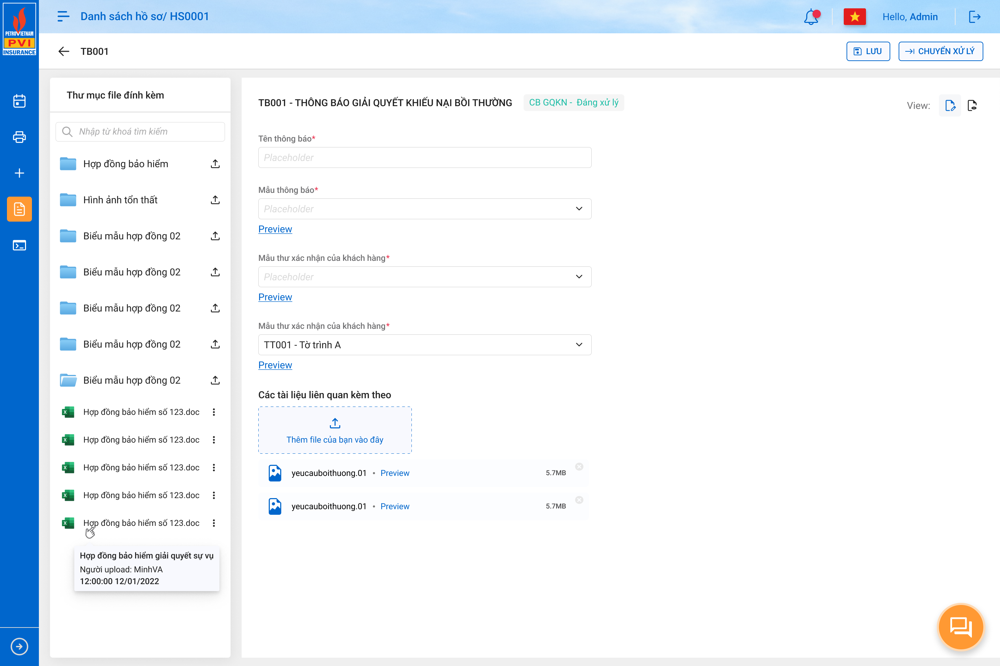 PETROVIETNAM
PVI
INSURANCE
Danh sách hồ sơ/ HS0001
Hello, Admin
TB001
LƯU
CHUYỂN XỬ LÝ
Thư mục file đính kèm
Nhập từ khoá tìm kiếm
Hợp đồng bảo hiểm
Hình ảnh tổn thất
Biểu mẫu hợp đồng 02
Biểu mẫu hợp đồng 02
Biểu mẫu hợp đồng 02
Biểu mẫu hợp đồng 02
Biểu mẫu hợp đồng 02
Hợp đồng bảo hiểm số 123.doc
Hợp đồng bảo hiểm số 123.doc
Hợp đồng bảo hiểm số 123.doc
Hợp đồng bảo hiểm số 123.doc
Hợp đồng bảo hiểm số 123.doc
Hợp đồng bảo hiểm giải quyết sự vụ
Người upload: MinhVA
12:00:00 12/01/2022
TB001 - THÔNG BÁO GIẢI QUYẾT KHIẾU NẠI BỒI THƯỜNG
CB GQKN - Đáng xử lý
View:
Tên thông báo*
Placeholder
Mẫu thông báo*
Placeholder
Preview
Mẫu thư xác nhận của khách hàng*
Placeholder
Preview
Mẫu thư xác nhận của khách hàng*
TT001 - Tờ trình A
Preview
Các tài liệu liên quan kèm theo
Thêm file của bạn vào đây
yeucauboithuong.01 • Preview 5.7MB
yeucauboithuong.01 • Preview 5.7MB